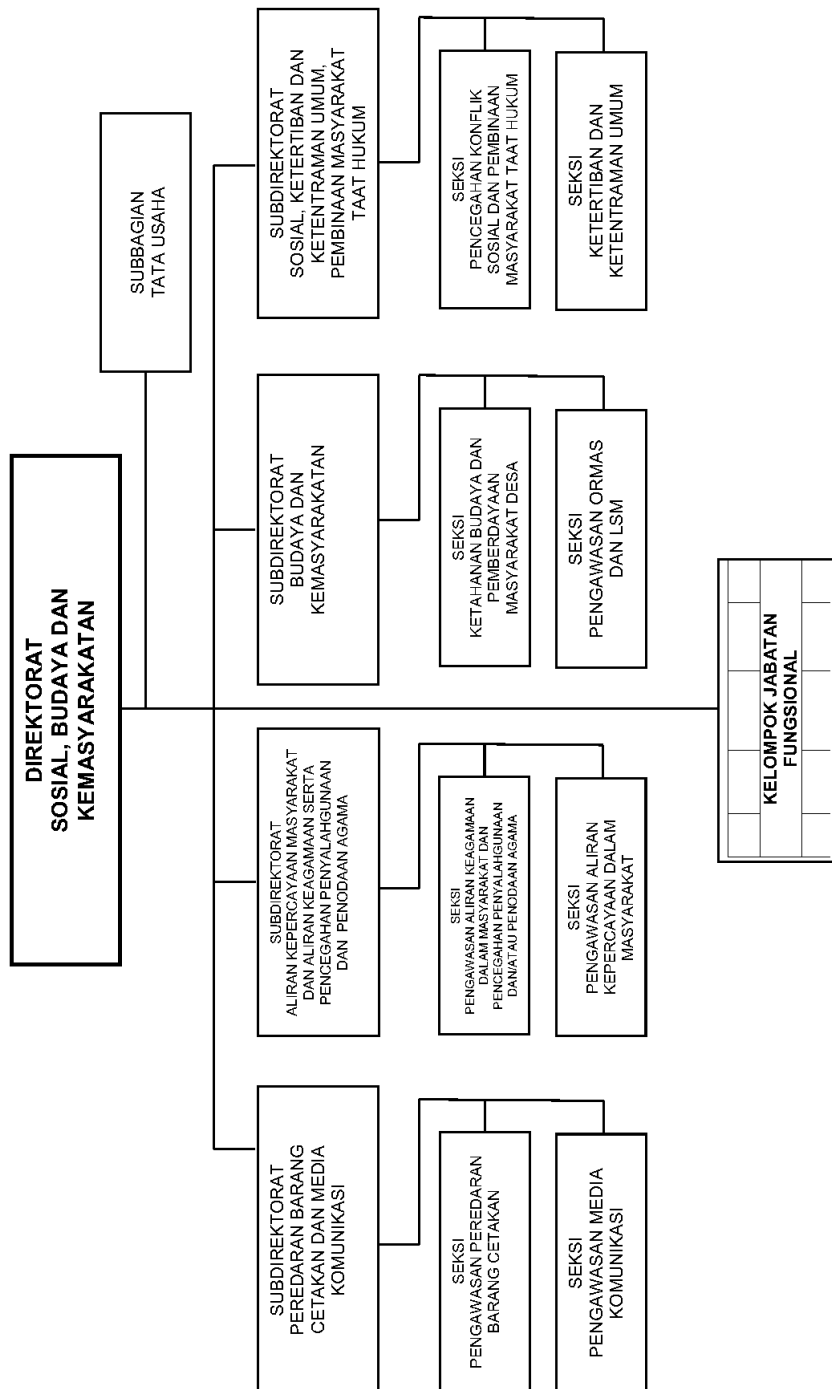 DIREKTORAT
SOSIAL, BUDAYA DAN
KEMASYARAKATAN
SUBBAGIAN
TATA USAHA
SUBDIREKTORAT
PEREDARAN BARANG
CETAKAN DAN MEDIA
KOMUNIKASI
SUBDIREKTORAT
ALIRAN KEPERCAYAAN MASYARAKAT
DAN ALIRAN KEAGAMAAN SERTA
PENCEGAHAN PENYALAHGUNAAN
DAN PENODAAN AGAMA
SUBDIREKTORAT
BUDAYA DAN
KEMASYARAKATAN
SUBDIREKTORAT
SOSIAL, KETERTIBAN DAN
KETENTRAMAN UMUM,
PEMBINAAN MASYARAKAT
TAAT HUKUM
SEKSI
PENGAWASAN PEREDARAN
BARANG CETAKAN
SEKSI
PENGAWASAN ALIRAN KEAGAMAAN
DALAM MASYARAKAT DAN
PENCEGAHAN PENYALAHGUNAAN
DAN/ATAU PENODAAN AGAMA
SEKSI
KETAHANAN BUDAYA DAN
PEMBERDAYAAN
MASYARAKAT DESA
SEKSI
PENCEGAHAN KONFLIK
SOSIAL DAN PEMBINAAN
MASYARAKAT TAAT HUKUM
SEKSI
PENGAWASAN MEDIA
KOMUNIKASI
SEKSI
PENGAWASAN ALIRAN
KEPERCAYAAN DALAM
MASYARAKAT
SEKSI
PENGAWASAN ORMAS
DAN LSM
SEKSI
KETERTIBAN DAN
KETENTRAMAN UMUM
KELOMPOK JABATAN
FUNGSIONAL